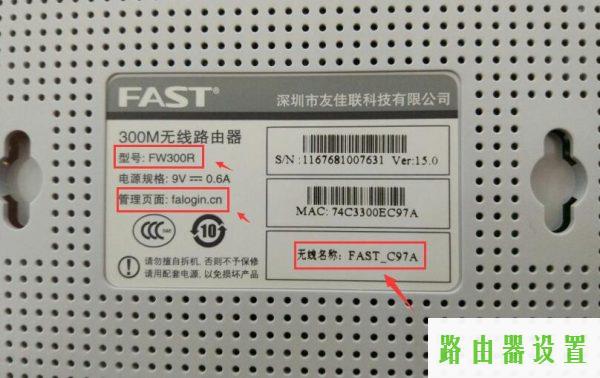 FAST®
深圳市友佳联科技有限公司
300M无线路由器
型号: FW300R
电源规格: 9V⎓0.6A
管理页面: falogin.cn
10
请勿擅自拆机, 否则不予保修
请用配套电源, 以免损坏产品
S/N: 1167681007631 Ver:15.0
MAC: 74C3300EC97A
无线名称: FAST_C97A
路由器设置